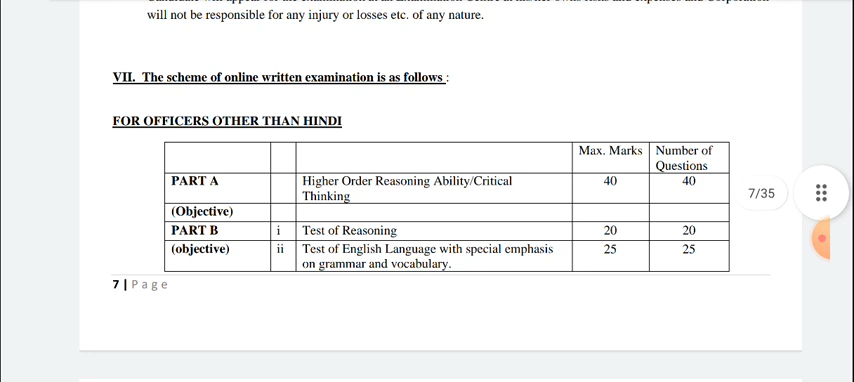 will not be responsible for any injury or losses etc. of any nature.
VII. The scheme of online written examination is as follows :
FOR OFFICERS OTHER THAN HINDI
Max. Marks Number of
Questions
PART A Higher Order Reasoning Ability/Critical 40 40
Thinking
(Objective)
PART B i Test of Reasoning 20 20
(objective) ii Test of English Language with special emphasis 25 25
on grammar and vocabulary.
7 | Page
7/35